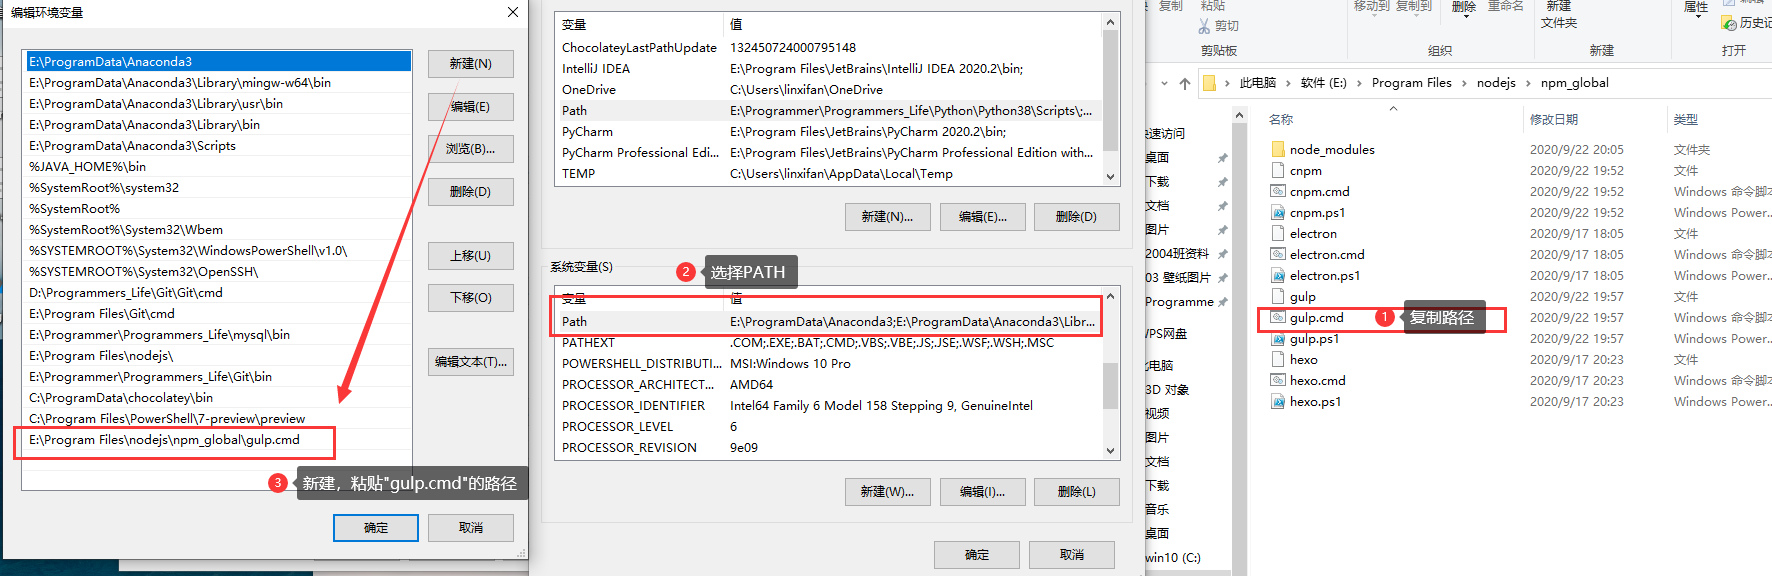 编辑环境变量
E:\ProgramData\Anaconda3
E:\ProgramData\Anaconda3\Library\mingw-w64\bin
E:\ProgramData\Anaconda3\Library\usr\bin
E:\ProgramData\Anaconda3\Library\bin
E:\ProgramData\Anaconda3\Scripts
%JAVA_HOME%\bin
%SystemRoot%\system32
%SystemRoot%
%SystemRoot%\System32\Wbem
%SYSTEMROOT%\System32\WindowsPowerShell\v1.0\
%SYSTEMROOT%\System32\OpenSSH\
D:\Programmers_Life\Git\Git\cmd
E:\Program Files\Git\cmd
E:\Programmer\Programmers_Life\mysql\bin
E:\Program Files\nodejs\
E:\Programmer\Programmers_Life\Git\bin
C:\ProgramData\chocolatey\bin
C:\Program Files\PowerShell\7-preview\preview
E:\Program Files\nodejs\npm_global\gulp.cmd
新建(N)
编辑(E)
浏览(B)...
删除(D)
上移(U)
下移(O)
编辑文本(T)...
3 新建，粘贴"gulp.cmd"的路径
确定 取消
变量 值
ChocolateyLastPathUpdate 132450724000795148
IntelliJ IDEA E:\Program Files\JetBrains\IntelliJ IDEA 2020.2\bin;
OneDrive C:\Users\linxifan\OneDrive
Path E:\Programmer\Programmers_Life\Python\Python38\Scripts\;...
PyCharm E:\Program Files\JetBrains\PyCharm 2020.2\bin;
PyCharm Professional Edi... E:\Program Files\JetBrains\PyCharm Professional Edition with...
TEMP C:\Users\linxifan\AppData\Local\Temp
新建(N)... 编辑(E)... 删除(D)
系统变量(S)
2 选择PATH
变量 值
Path E:\ProgramData\Anaconda3;E:\ProgramData\Anaconda3\Libr...
PATHEXT .COM;.EXE;.BAT;.CMD;.VBS;.VBE;.JS;.JSE;.WSF;.WSH;.MSC
POWERSHELL_DISTRIBUTI... MSI:Windows 10 Pro
PROCESSOR_ARCHITECT... AMD64
PROCESSOR_IDENTIFIER Intel64 Family 6 Model 158 Stepping 9, GenuineIntel
PROCESSOR_LEVEL 6
PROCESSOR_REVISION 9e09
新建(W)... 编辑(I)... 删除(L)
确定 取消
复制 粘贴 移动到 复制到 删除 重命名 新建 属性
剪切 文件夹 历史记
剪贴板 组织 新建 打开
此电脑 软件 (E:) Program Files nodejs npm_global
名称 修改日期 类型
node_modules 2020/9/22 20:05 文件夹
cnpm 2020/9/22 19:52 文件
cnpm.cmd 2020/9/22 19:52 Windows 命令脚本
cnpm.ps1 2020/9/22 19:52 Windows Power...
electron 2020/9/17 18:05 文件
electron.cmd 2020/9/17 18:05 Windows 命令脚本
electron.ps1 2020/9/17 18:05 Windows Power...
gulp 2020/9/22 19:57 文件
gulp.cmd 2020/9/22 19:57 Windows 命令脚本
1 复制路径
gulp.ps1 2020/9/22 19:57 Windows Power...
hexo 2020/9/17 20:23 文件
hexo.cmd 2020/9/17 20:23 Windows 命令脚本
hexo.ps1 2020/9/17 20:23 Windows Power...
速访问
桌面
下载
文档
图片
2004班资料
03 壁纸图片
Programme
WPS网盘
电脑
3D 对象
视频
图片
文档
下载
音乐
桌面
win10 (C:)